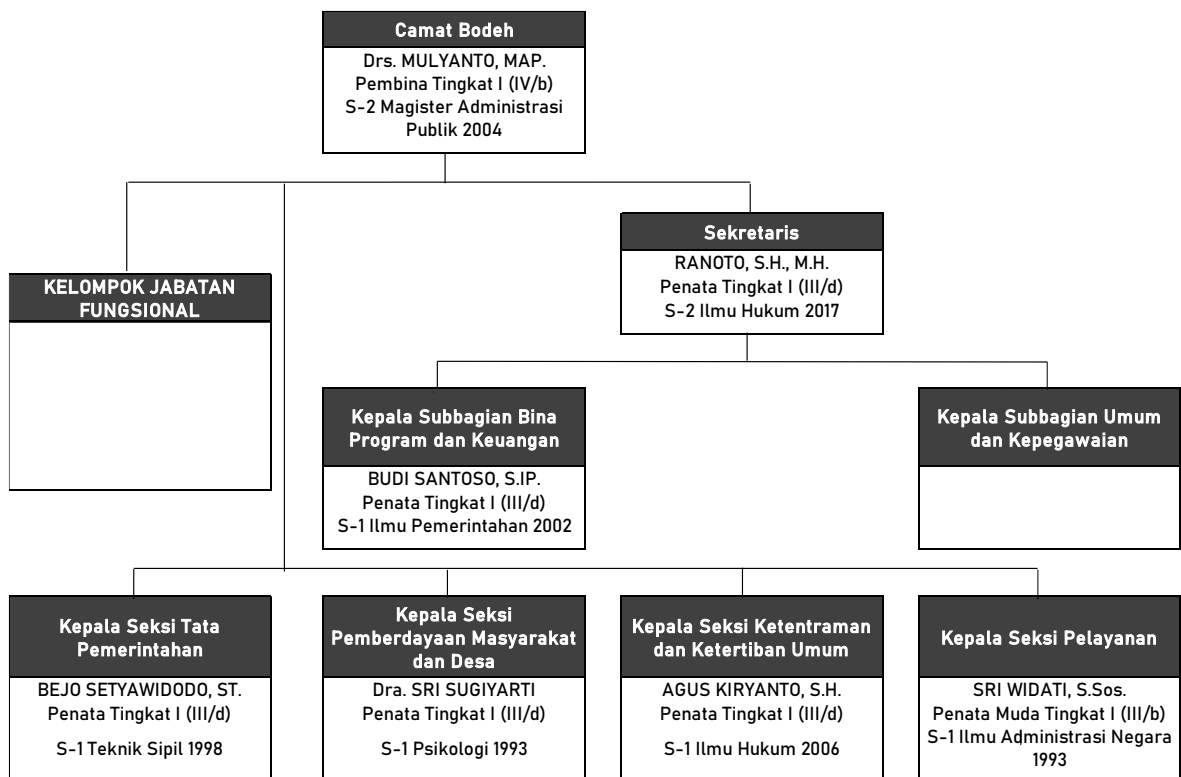 Camat Bodeh
Drs. MULYANTO, MAP.
Pembina Tingkat I (IV/b)
S-2 Magister Administrasi
Publik 2004
Sekretaris
RANOTO, S.H., M.H.
Penata Tingkat I (III/d)
S-2 Ilmu Hukum 2017
KELOMPOK JABATAN
FUNGSIONAL
Kepala Subbagian Bina
Program dan Keuangan
BUDI SANTOSO, S.IP.
Penata Tingkat I (III/d)
S-1 Ilmu Pemerintahan 2002
Kepala Subbagian Umum
dan Kepegawaian
Kepala Seksi Tata
Pemerintahan
BEJO SETYAWIDODO, ST.
Penata Tingkat I (III/d)
S-1 Teknik Sipil 1998
Kepala Seksi
Pemberdayaan Masyarakat
dan Desa
Dra. SRI SUGIYARTI
Penata Tingkat I (III/d)
S-1 Psikologi 1993
Kepala Seksi Ketentraman
dan Ketertiban Umum
AGUS KIRYANTO, S.H.
Penata Tingkat I (III/d)
S-1 Ilmu Hukum 2006
Kepala Seksi Pelayanan
SRI WIDATI, S.Sos.
Penata Muda Tingkat I (III/b)
S-1 Ilmu Administrasi Negara
1993